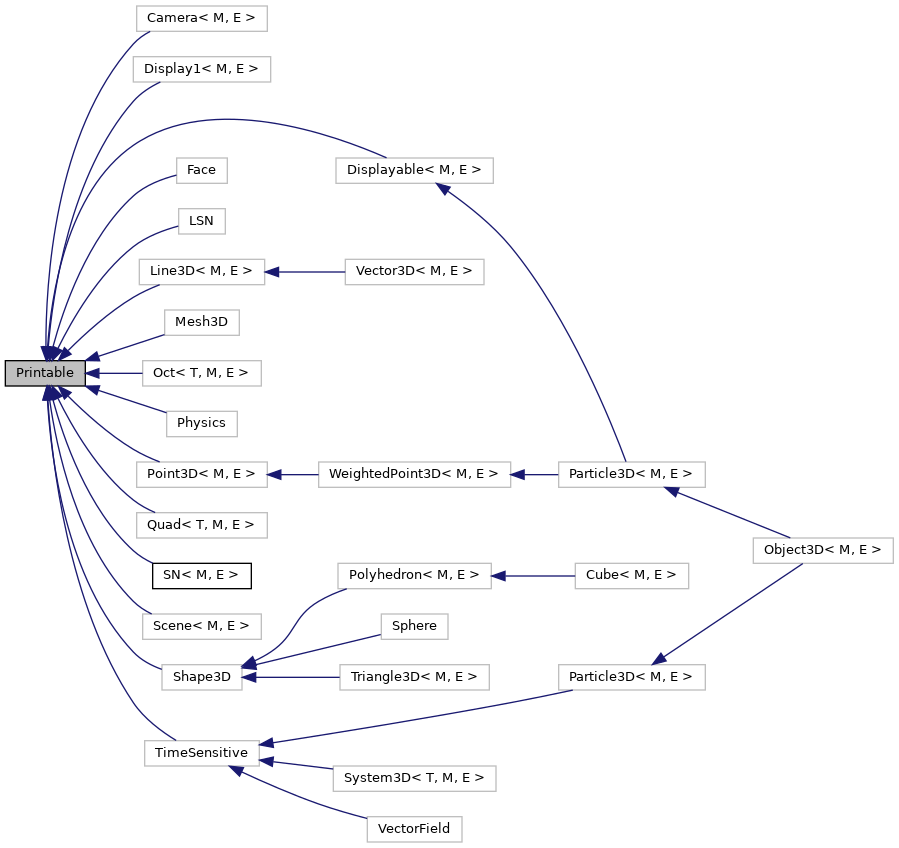 Camera< M, E >
Display1< M, E >
Displayable< M, E >
Face
LSN
Line3D< M, E >
Vector3D< M, E >
Mesh3D
Printable
Oct< T, M, E >
Physics
Point3D< M, E >
WeightedPoint3D< M, E >
Particle3D< M, E >
Quad< T, M, E >
Object3D< M, E >
SN< M, E >
Polyhedron< M, E >
Cube< M, E >
Scene< M, E >
Sphere
Shape3D
Triangle3D< M, E >
Particle3D< M, E >
TimeSensitive
System3D< T, M, E >
VectorField